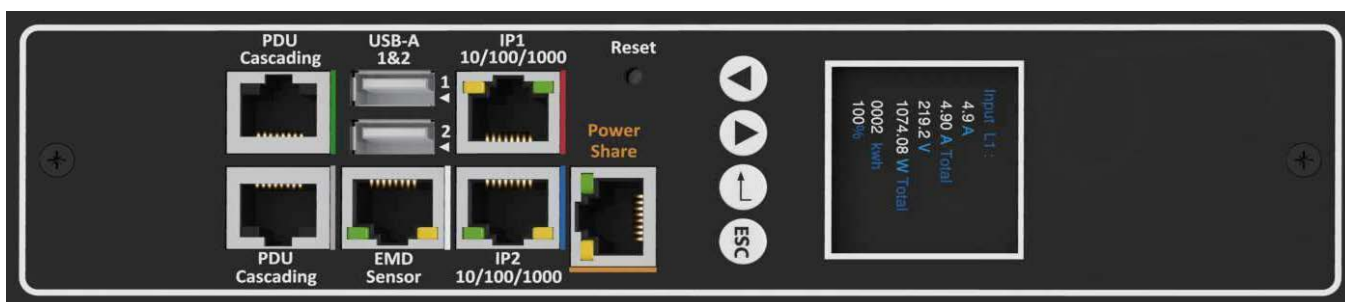 PDU
Cascading
USB-A
1&2
IP1
10/100/1000
Reset
1
2
Power
Share
PDU
Cascading
EMD
Sensor
IP2
10/100/1000
ESC
Input L1:
4.9 A
4.90 A Total
219.2 V
1074.08 W Total
0002 kwh
100%